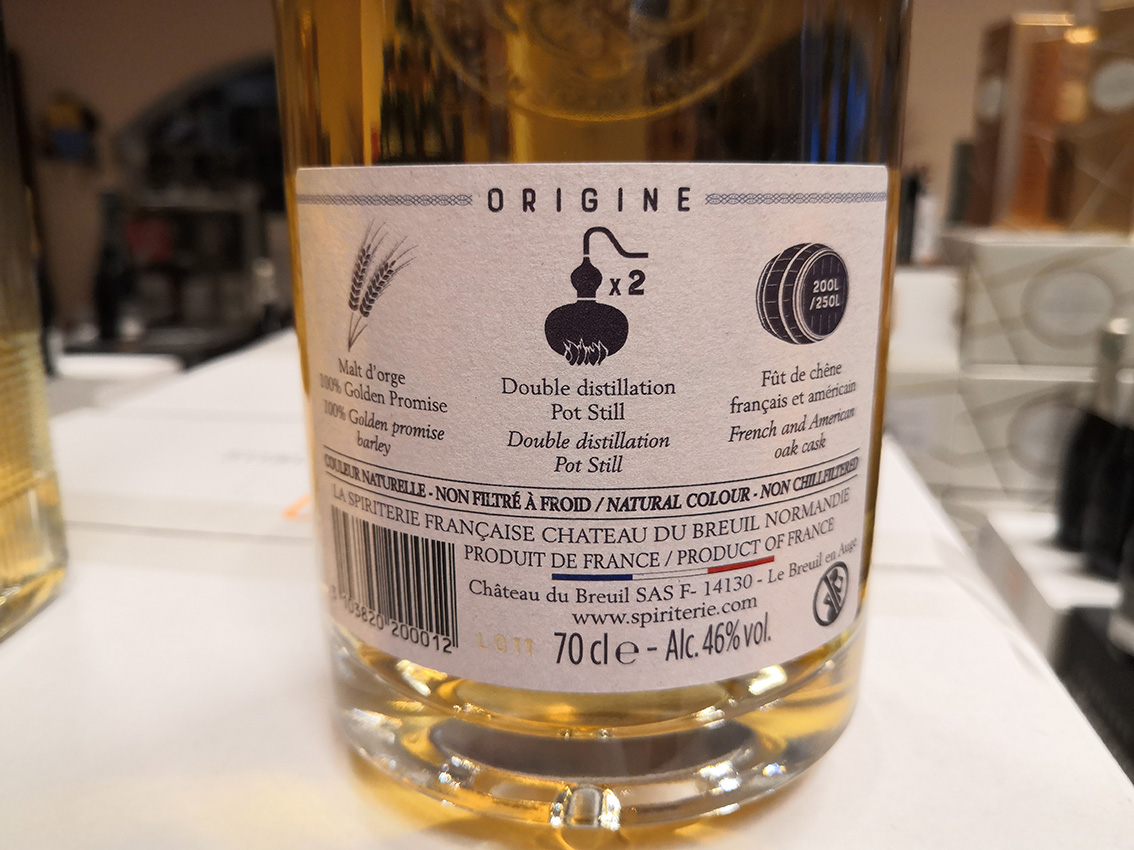 ORIGINE
x2
200L
/250L
Malt d'orge
100% Golden Promise
100% Golden promise
barley
Double distillation
Pot Still
Double distillation
Pot Still
Fût de chêne
français et américain
French and American
oak cask
COULEUR NATURELLE - NON FILTRÉ À FROID / NATURAL COLOUR - NON CHILLFILTERED
LA SPIRITERIE FRANÇAISE CHATEAU DU BREUIL NORMANDIE
PRODUIT DE FRANCE / PRODUCT OF FRANCE
Château du Breuil SAS F- 14130 - Le Breuil en Auge
www.spiriterie.com
3 103820 200012
70 cl e - Alc. 46% vol.